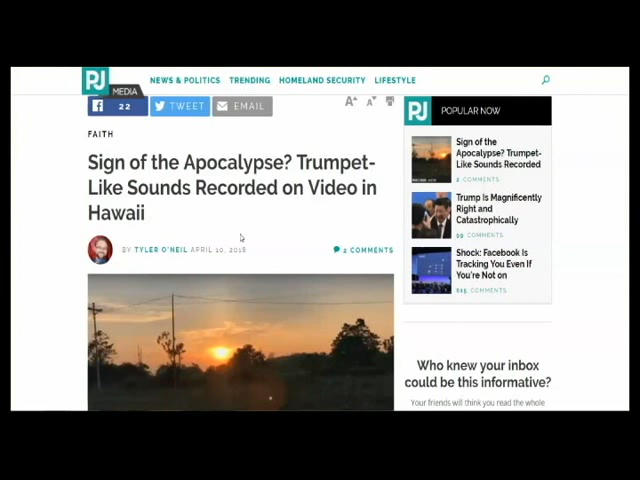 PJ
MEDIA
NEWS & POLITICS TRENDING HOMELAND SECURITY LIFESTYLE
22
TWEET
EMAIL
FAITH
Sign of the Apocalypse? Trumpet-
Like Sounds Recorded on Video in
Hawaii
BY TYLER O'NEIL APRIL 10, 2018
2 COMMENTS
PJ
POPULAR NOW
Sign of the
Apocalypse? Trumpet-
Like Sounds Recorded
2 COMMENTS
Trump Is Magnificently
Right and
Catastrophically
COMMENTS
Shock: Facebook Is
Tracking You Even If
You're Not on
COMMENTS
Who knew your inbox
could be this informative?
Your friends will think you read the whole